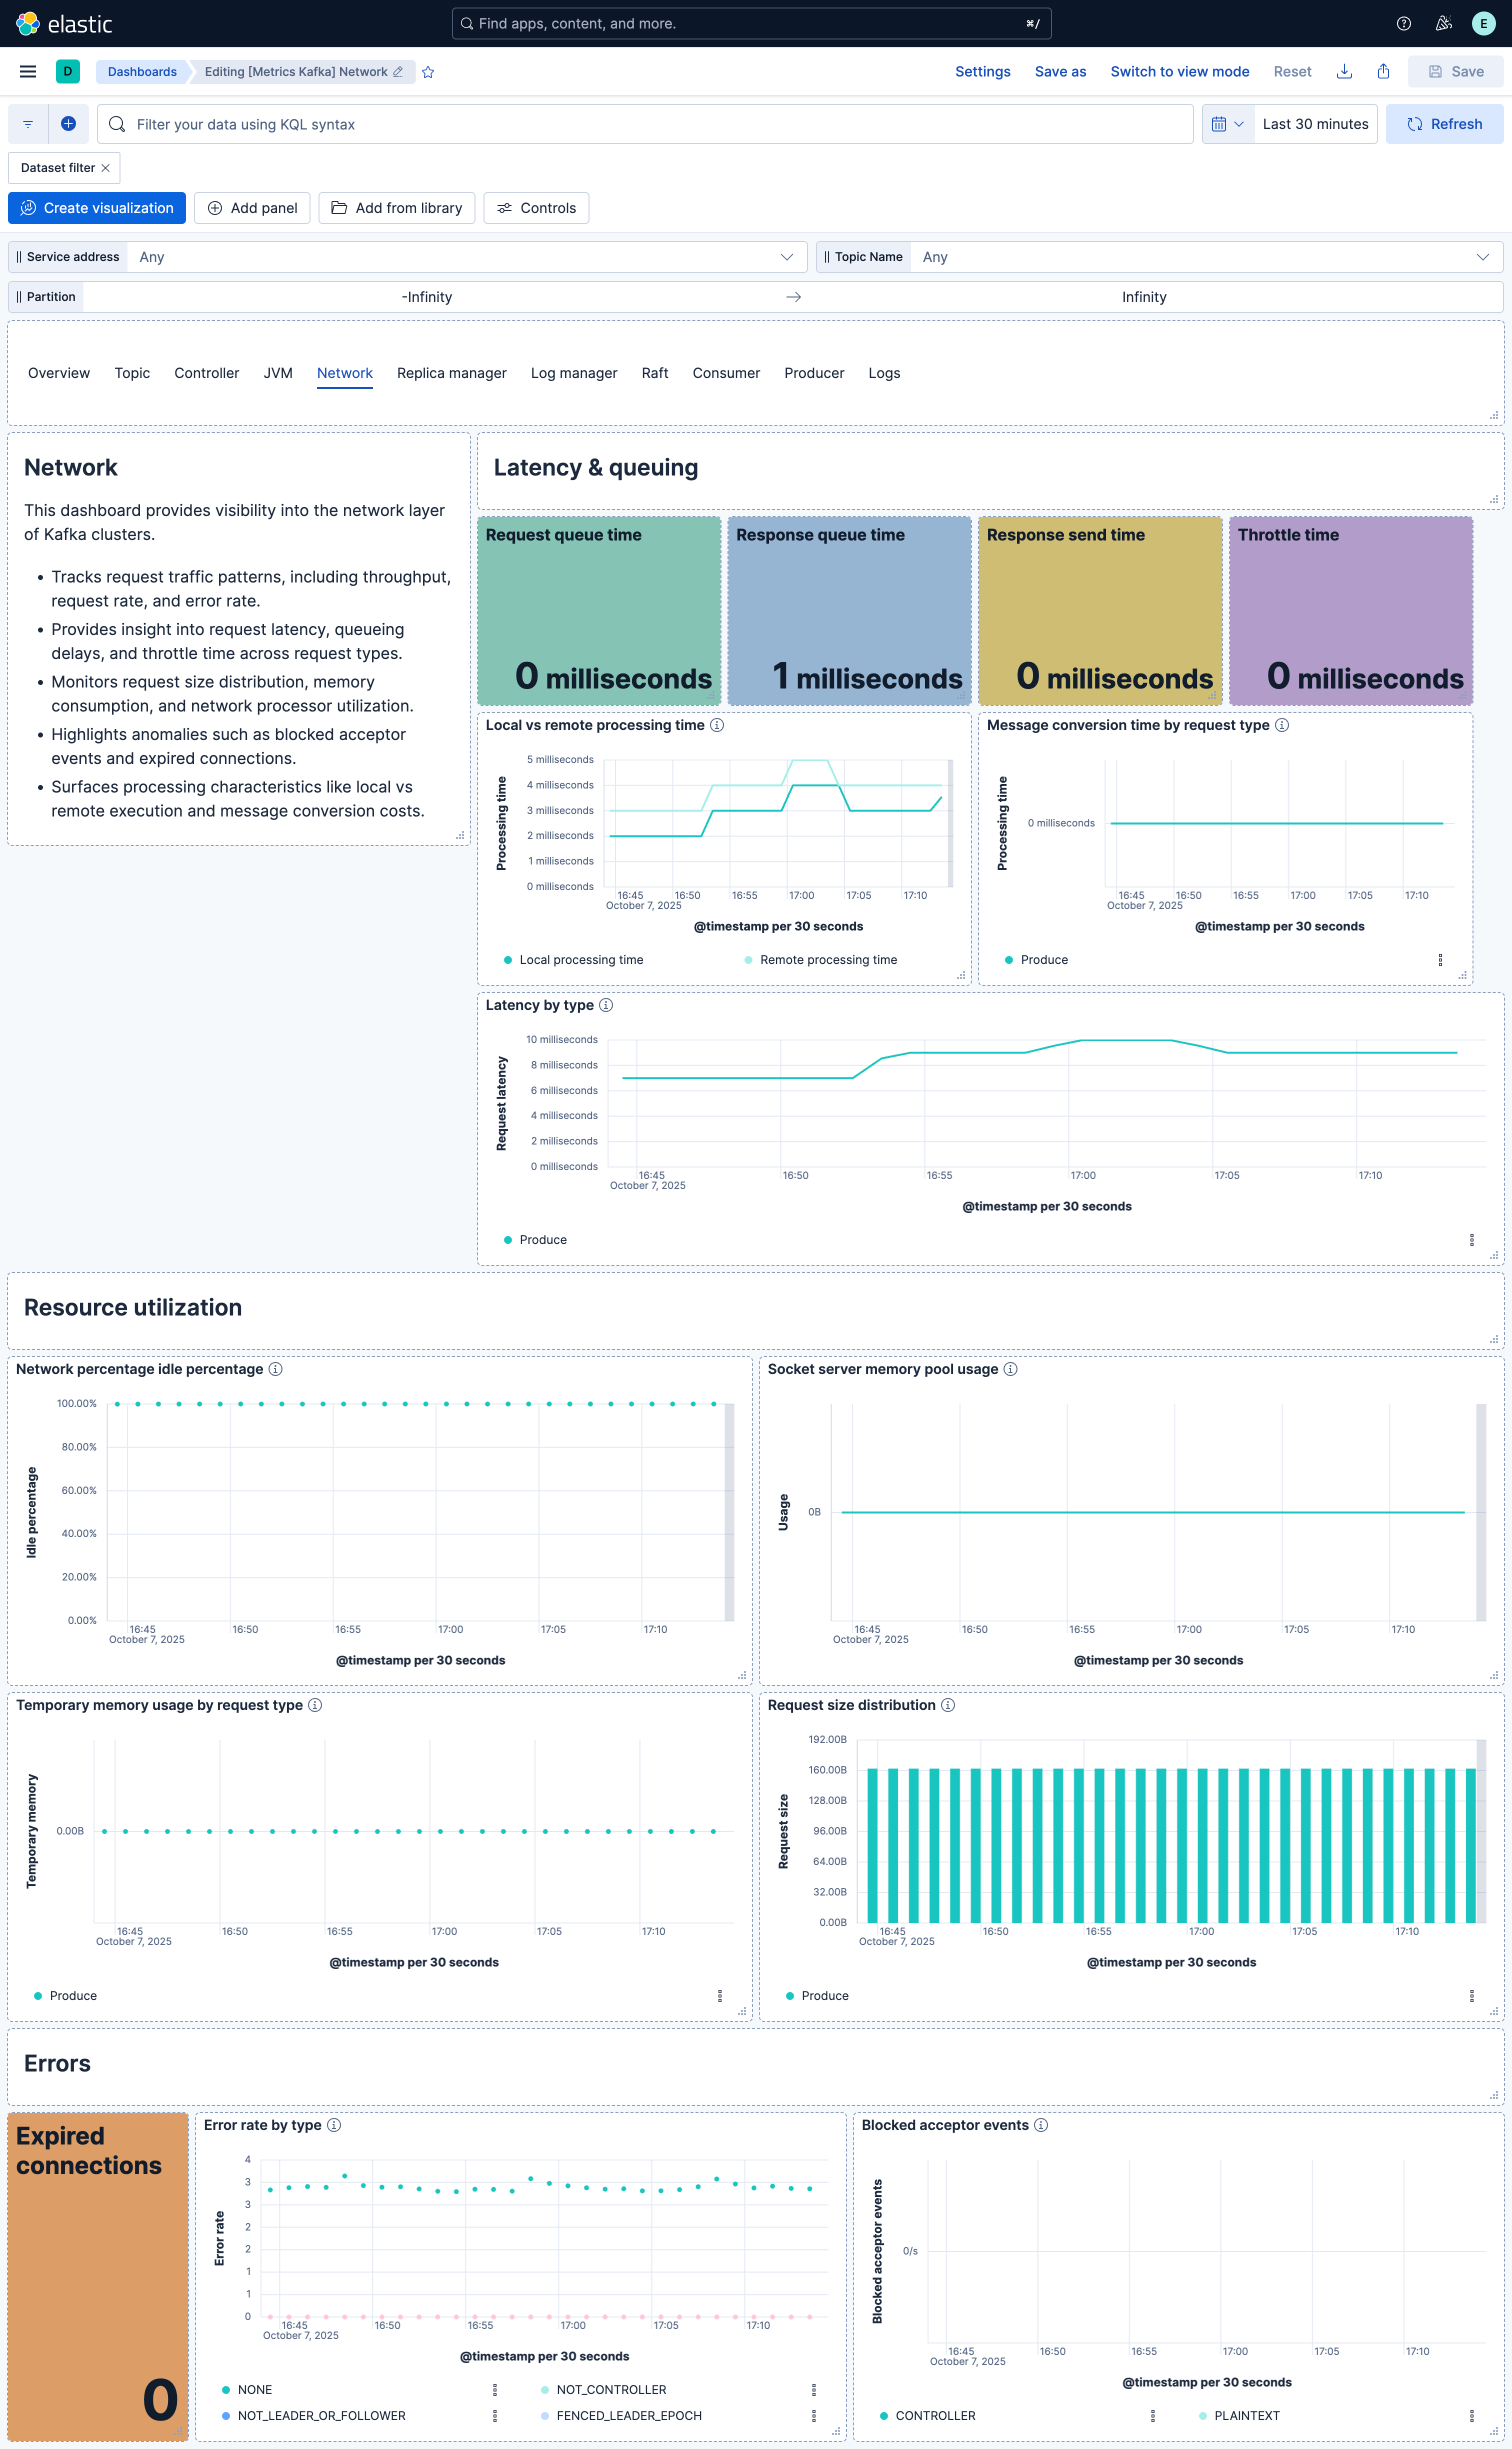 elastic
Find apps, content, and more.
⌘/
E
D
Dashboards
Editing [Metrics Kafka] Network
Settings
Save as
Switch to view mode
Reset
Save
Filter your data using KQL syntax
Last 30 minutes
Refresh
Dataset filter
Create visualization
Add panel
Add from library
Controls
Service address
Any
Topic Name
Any
Partition
-Infinity
→
Infinity
Overview
Topic
Controller
JVM
Network
Replica manager
Log manager
Raft
Consumer
Producer
Logs
Network
This dashboard provides visibility into the network layer
of Kafka clusters.
• Tracks request traffic patterns, including throughput,
request rate, and error rate.
• Provides insight into request latency, queueing
delays, and throttle time across request types.
• Monitors request size distribution, memory
consumption, and network processor utilization.
• Highlights anomalies such as blocked acceptor
events and expired connections.
• Surfaces processing characteristics like local vs
remote execution and message conversion costs.
Latency & queuing
Request queue time
0 milliseconds
Response queue time
1 milliseconds
Response send time
0 milliseconds
Throttle time
0 milliseconds
Local vs remote processing time
Processing time
5 milliseconds
4 milliseconds
3 milliseconds
2 milliseconds
1 milliseconds
0 milliseconds
16:45 16:50 16:55 17:00 17:05 17:10
October 7, 2025
@timestamp per 30 seconds
Local processing time
Remote processing time
Message conversion time by request type
Processing time
0 milliseconds
16:45 16:50 16:55 17:00 17:05 17:10
October 7, 2025
@timestamp per 30 seconds
Produce
Latency by type
Request latency
10 milliseconds
8 milliseconds
6 milliseconds
4 milliseconds
2 milliseconds
0 milliseconds
16:45 16:50 16:55 17:00 17:05 17:10
October 7, 2025
@timestamp per 30 seconds
Produce
Resource utilization
Network percentage idle percentage
Idle percentage
100.00%
80.00%
60.00%
40.00%
20.00%
0.00%
16:45 16:50 16:55 17:00 17:05 17:10
October 7, 2025
@timestamp per 30 seconds
Socket server memory pool usage
Usage
0B
16:45 16:50 16:55 17:00 17:05 17:10
October 7, 2025
@timestamp per 30 seconds
Temporary memory usage by request type
Temporary memory
0.00B
16:45 16:50 16:55 17:00 17:05 17:10
October 7, 2025
@timestamp per 30 seconds
Produce
Request size distribution
Request size
192.00B
160.00B
128.00B
96.00B
64.00B
32.00B
0.00B
16:45 16:50 16:55 17:00 17:05 17:10
October 7, 2025
@timestamp per 30 seconds
Produce
Errors
Expired
connections
0
Error rate by type
Error rate
4
3
3
2
2
1
1
0
16:45 16:50 16:55 17:00 17:05 17:10
October 7, 2025
@timestamp per 30 seconds
NONE
NOT_CONTROLLER
NOT_LEADER_OR_FOLLOWER
FENCED_LEADER_EPOCH
Blocked acceptor events
Blocked acceptor events
0/s
16:45 16:50 16:55 17:00 17:05 17:10
October 7, 2025
@timestamp per 30 seconds
CONTROLLER
PLAINTEXT